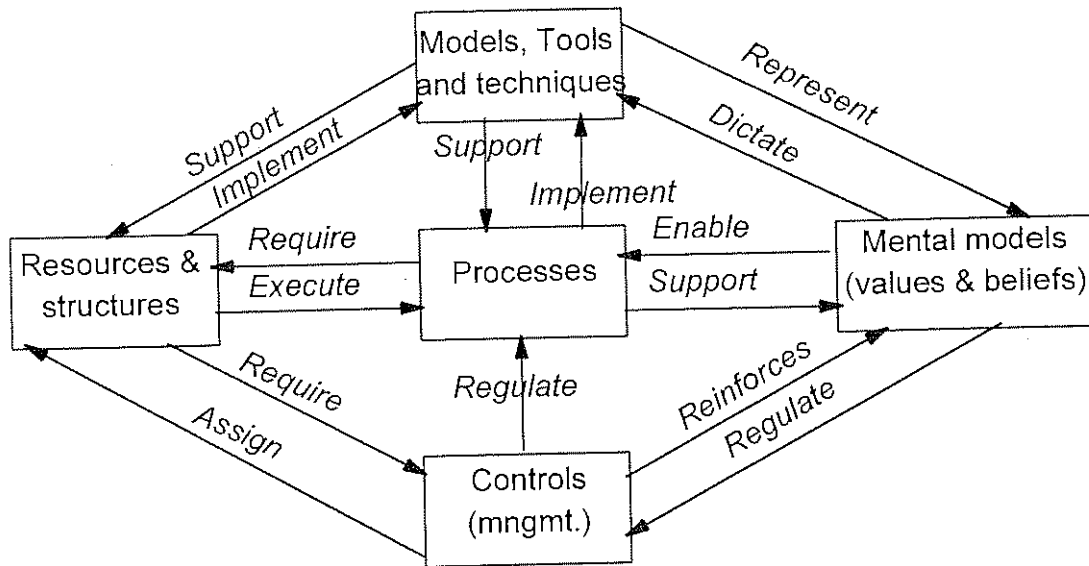 Models, Tools
and techniques
Represent
Dictate
Support
Implement
Support
Implement
Resources &
structures
Require
Execute
Processes
Enable
Support
Mental models
(values & beliefs)
Require
Assign
Regulate
Reinforces
Regulate
Controls
(mngmt.)